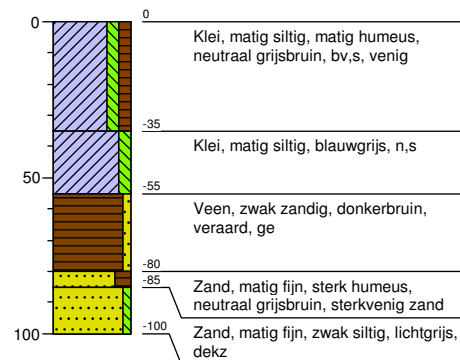 0
0
Klei, matig siltig, matig humeus,
neutraal grijsbruin, bv,s, venig
-35
Klei, matig siltig, blauwgrijs, n,s
50
-55
Veen, zwak zandig, donkerbruin,
veraard, ge
-80
-85
Zand, matig fijn, sterk humeus,
neutraal grijsbruin, sterkvenig zand
100
-100
Zand, matig fijn, zwak siltig, lichtgrijs,
dekz